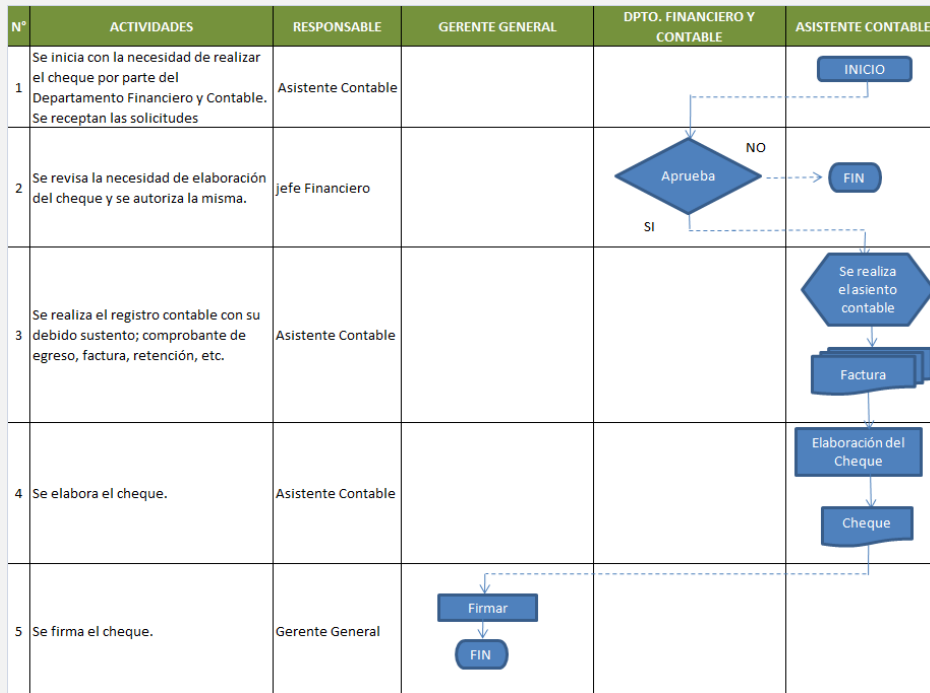 N° ACTIVIDADES RESPONSABLE GERENTE GENERAL DPTO. FINANCIERO Y
CONTABLE ASISTENTE CONTABLE
1
Se inicia con la necesidad de realizar
el cheque por parte del
Departamento Financiero y Contable.
Se receptan las solicitudes
Asistente Contable
INICIO
2
Se revisa la necesidad de elaboración
del cheque y se autoriza la misma.
jefe Financiero
Aprueba
NO
FIN
SI
3
Se realiza el registro contable con su
debido sustento; comprobante de
egreso, factura, retención, etc.
Asistente Contable
Se realiza
el asiento
contable
Factura
4
Se elabora el cheque.
Asistente Contable
Elaboración del
Cheque
Cheque
5
Se firma el cheque.
Gerente General
Firmar
FIN